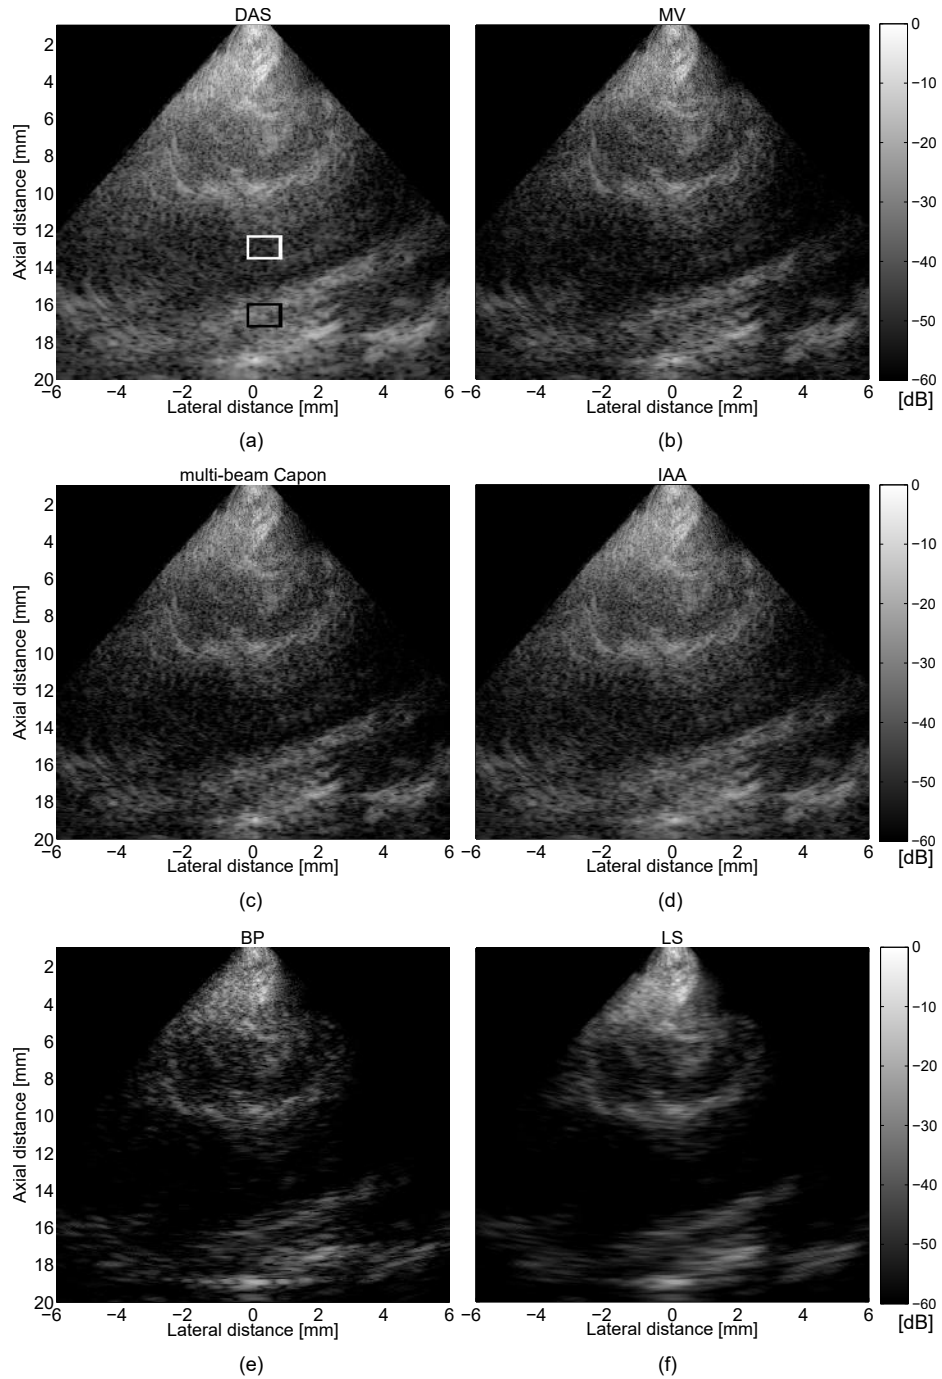 DAS
MV
2
4
6
8
10
12
14
16
18
20
Axial distance [mm]
−6 −4 −2 0 2 4 6
Lateral distance [mm]
−6 −4 −2 0 2 4 6
Lateral distance [mm]
0
−10
−20
−30
−40
−50
−60
[dB]
(a)
(b)
multi-beam Capon
IAA
2
4
6
8
10
12
14
16
18
20
Axial distance [mm]
−6 −4 −2 0 2 4 6
Lateral distance [mm]
−6 −4 −2 0 2 4 6
Lateral distance [mm]
0
−10
−20
−30
−40
−50
−60
[dB]
(c)
(d)
BP
LS
2
4
6
8
10
12
14
16
18
20
Axial distance [mm]
−6 −4 −2 0 2 4 6
Lateral distance [mm]
−6 −4 −2 0 2 4 6
Lateral distance [mm]
0
−10
−20
−30
−40
−50
−60
[dB]
(e)
(f)